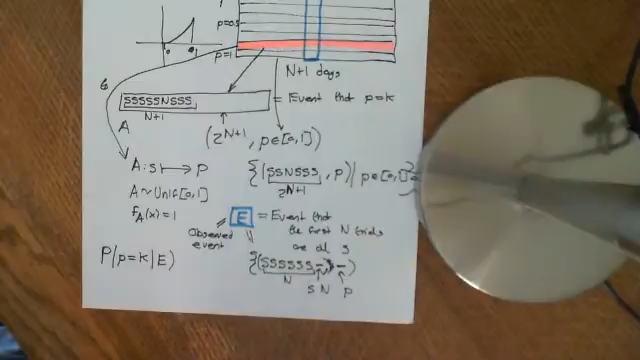 p=0.5
p=1
N+1 days
SSSSSNSSS = Event that p=k
N+1
A
(2^{N+1}, p∈[0,1])
A: s ↦ p
{(SSNSSS, p) | p∈[0,1]
2^{N+1}
A ~ Unif[0,1]
f_A(x) = 1
E = Event that
the first N trials
are all S
Observed
event
P(p=k|E)
{(SSSSSS_, _)
N
S N p